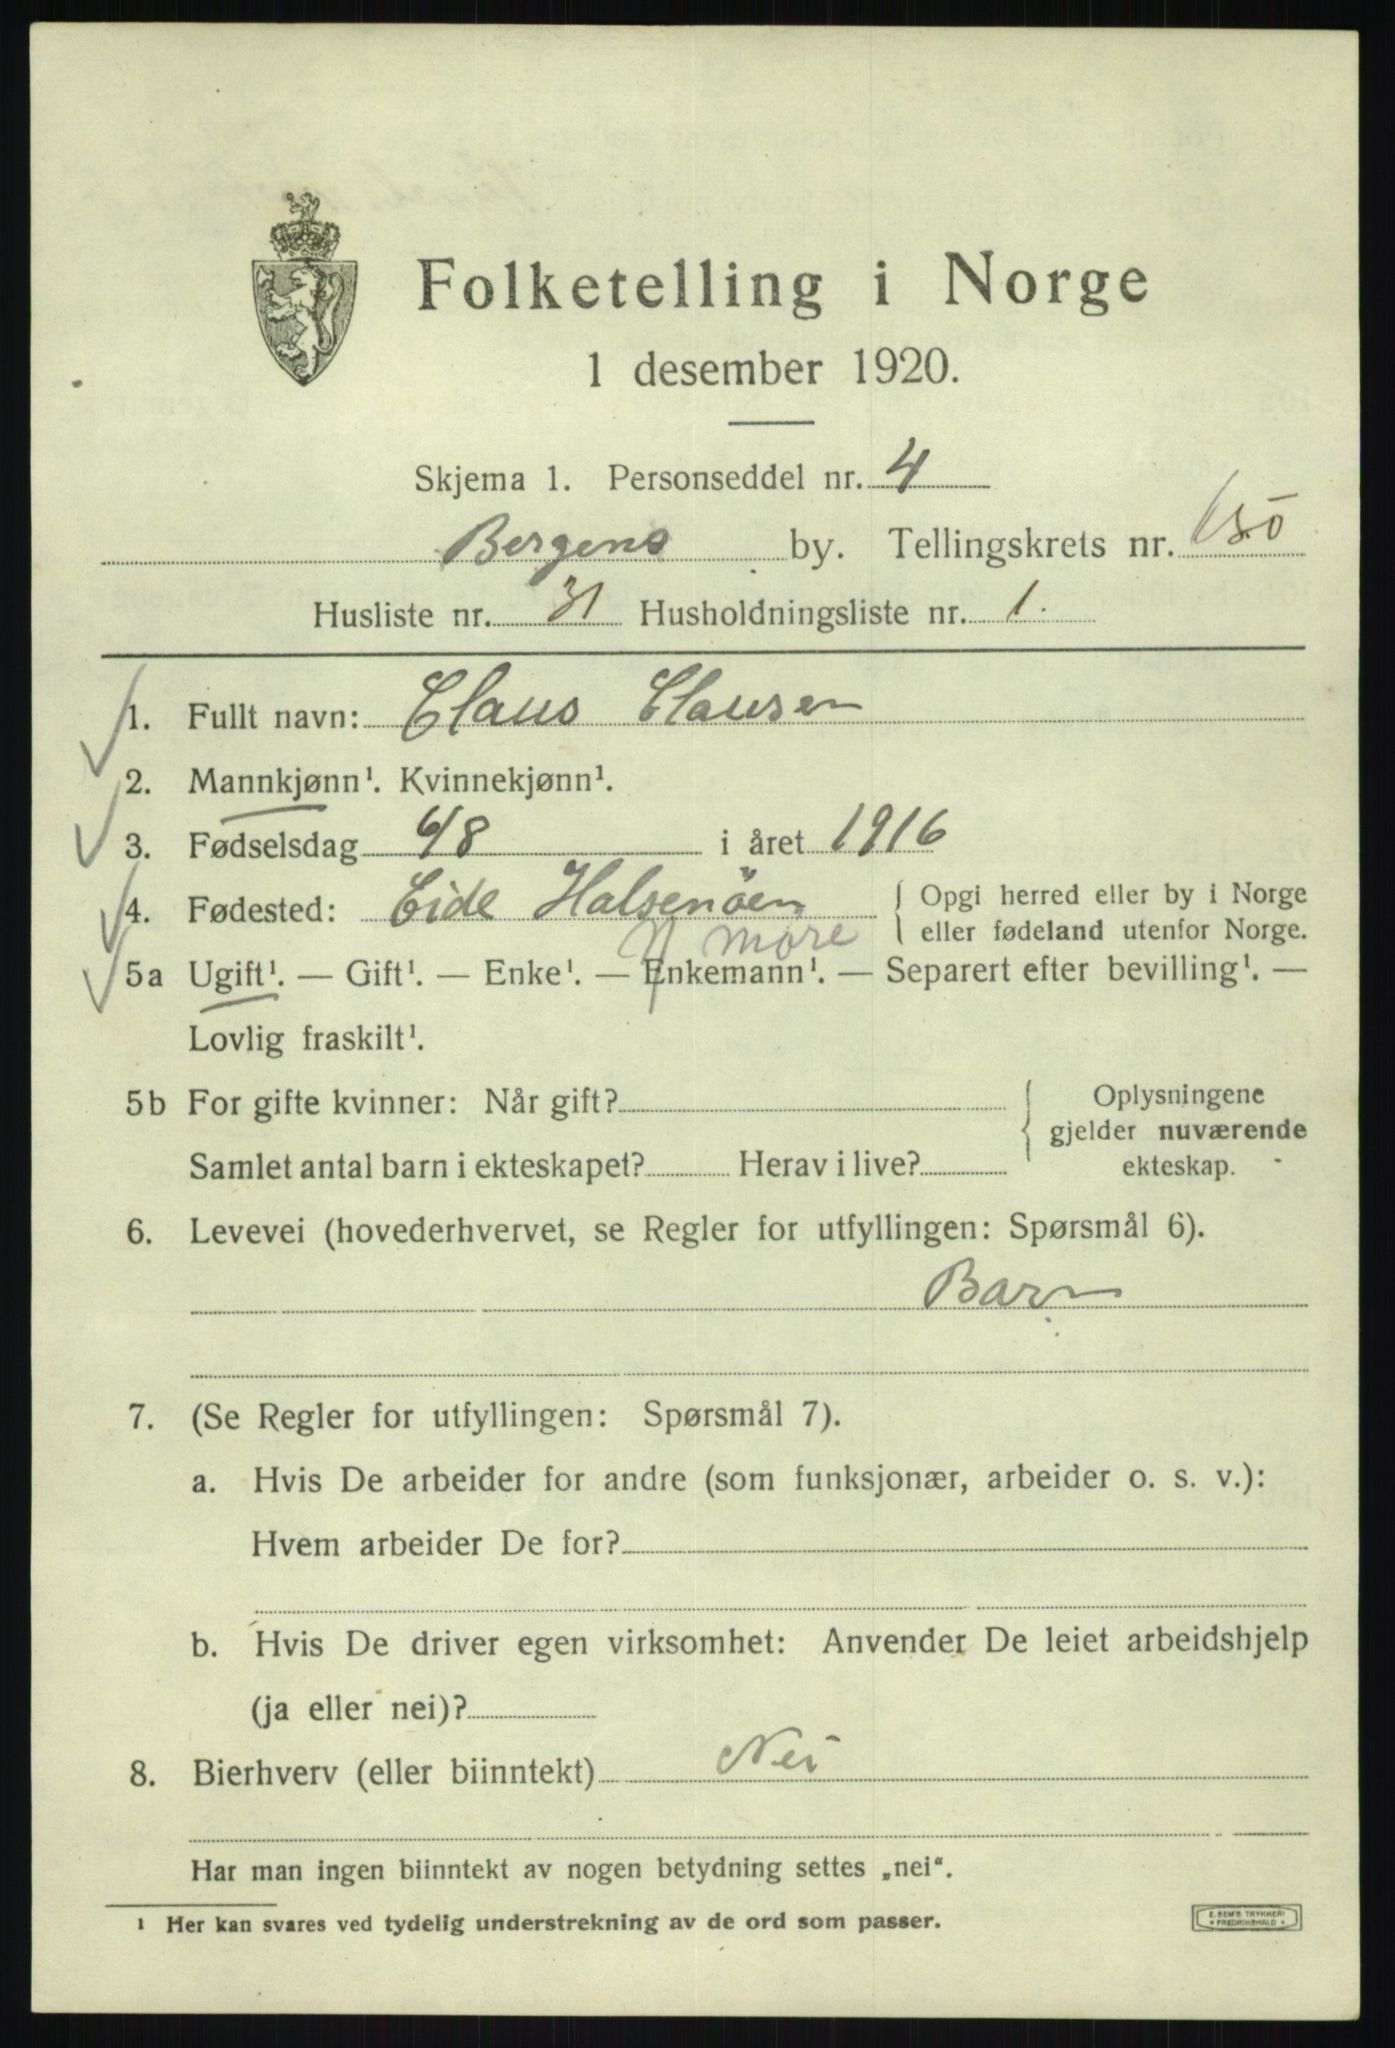 Folketelling i Norge
1 desember 1920.
Skjema 1. Personseddel nr. 4
Bergens by. Tellingskrets nr. 150
Husliste nr. 31 Husholdningsliste nr. 1.
1. Fullt navn: Claus Clausen
2. Mannkjønn¹. Kvinnekjønn¹.
3. Fødselsdag 6/8 i året 1916
4. Fødested: Eide Halsenöen { Opgi herred eller by i Norge
eller fødeland utenfor Norge.
N møre
5a Ugift¹. — Gift¹. — Enke¹. — Enkemann¹. — Separert efter bevilling¹. —
Lovlig fraskilt¹.
5b For gifte kvinner: Når gift? { Oplysningene
gjelder nuværende
Samlet antal barn i ekteskapet? Herav i live? ekteskap.
6. Levevei (hovederhvervet, se Regler for utfyllingen: Spørsmål 6).
Barn
7. (Se Regler for utfyllingen: Spørsmål 7).
a. Hvis De arbeider for andre (som funksjonær, arbeider o. s. v.):
Hvem arbeider De for?
b. Hvis De driver egen virksomhet: Anvender De leiet arbeidshjelp
(ja eller nei)?
8. Bierhverv (eller biinntekt) Nei
Har man ingen biinntekt av nogen betydning settes „nei“.
¹ Her kan svares ved tydelig understrekning av de ord som passer.
E. SEM'S TRYKKERI
• FREDRIKSHALD •